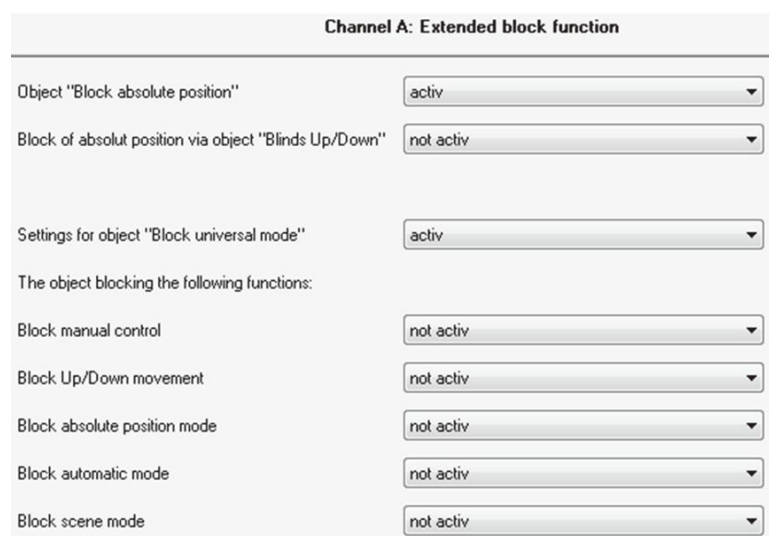 Channel A: Extended block function
Object "Block absolute position" activ
Block of absolut position via object "Blinds Up/Down" not activ
Settings for object "Block universal mode" activ
The object blocking the following functions:
Block manual control not activ
Block Up/Down movement not activ
Block absolute position mode not activ
Block automatic mode not activ
Block scene mode not activ